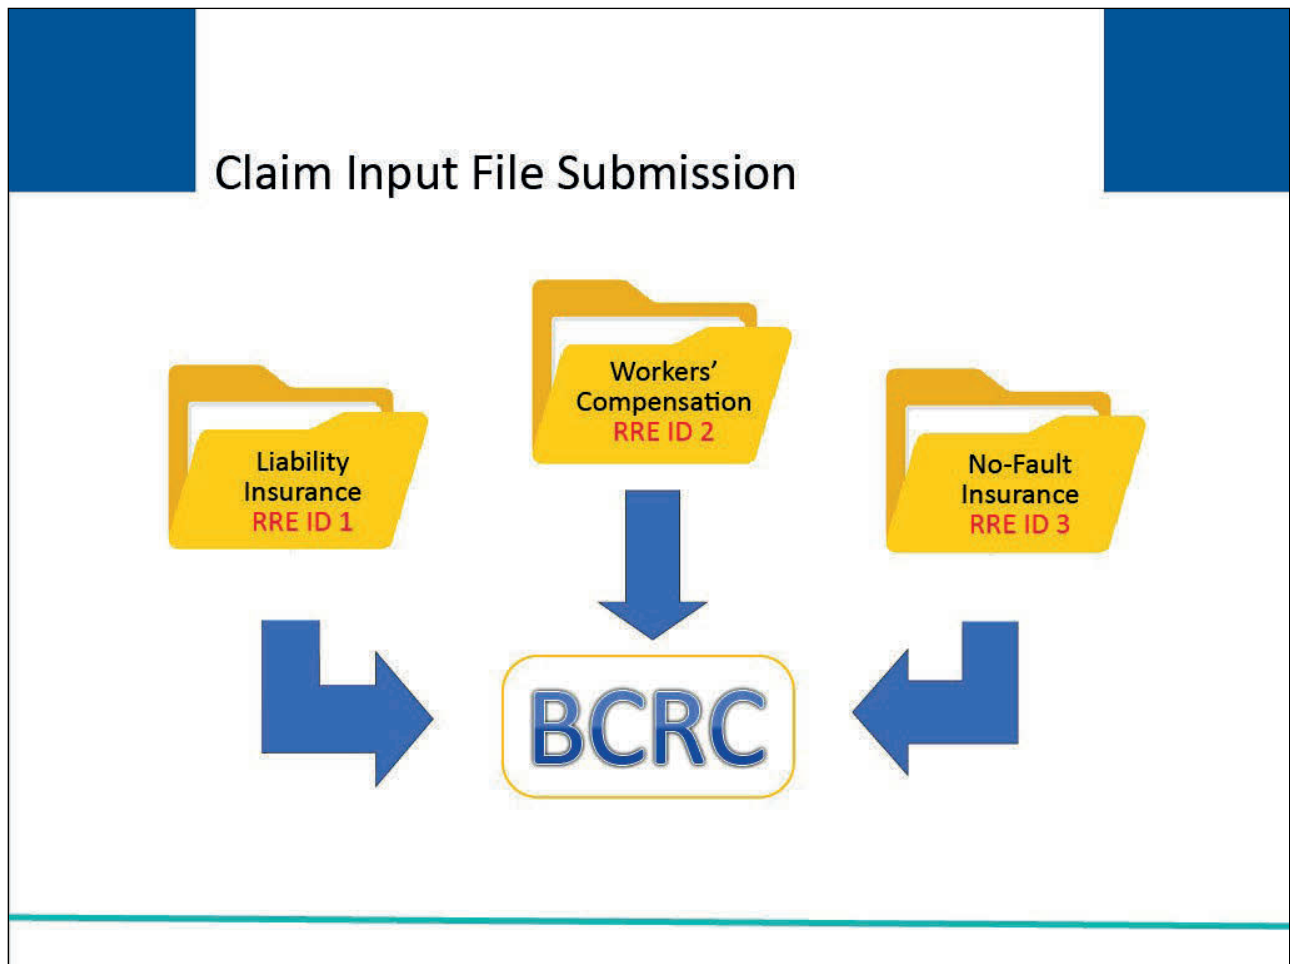 Claim Input File Submission
Workers’
Compensation
RRE ID 2
Liability
Insurance
RRE ID 1
No-Fault
Insurance
RRE ID 3
BCRC